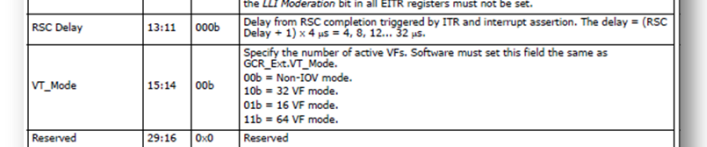 the LLI Moderation bit in all EITR registers must not be set.
RSC Delay 13:11 000b Delay from RSC completion triggered by ITR and interrupt assertion. The delay = (RSC
Delay + 1) x 4 µs = 4, 8, 12... 32 µs.
VT_Mode 15:14 00b Specify the number of active VFs. Software must set this field the same as
GCR_Ext.VT_Mode.
00b = Non-IOV mode.
10b = 32 VF mode.
01b = 16 VF mode.
11b = 64 VF mode.
Reserved 29:16 0x0 Reserved